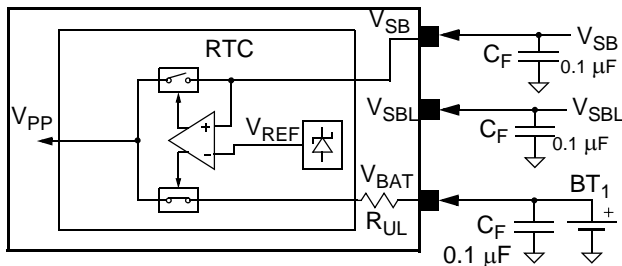 RTC
V_SB
V_SB
C_F
0.1 μF
V_PP
+
-
V_REF
V_SBL
V_SBL
C_F
0.1 μF
V_BAT
R_UL
BT_1
+
C_F
0.1 μF